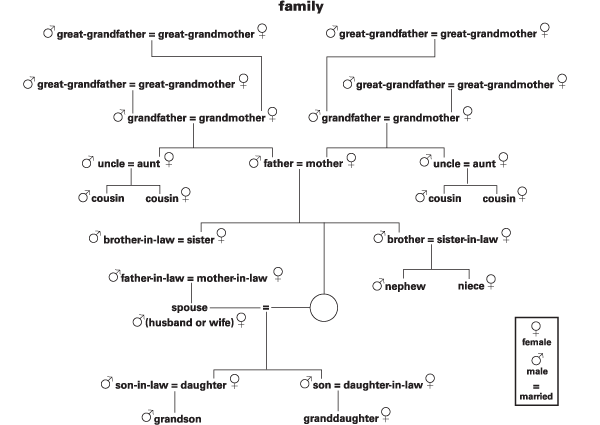 family
♂ great-grandfather = great-grandmother ♀ ♂ great-grandfather = great-grandmother ♀
♂ great-grandfather = great-grandmother ♀ ♂ great-grandfather = great-grandmother ♀
♂ grandfather = grandmother ♀ ♂ grandfather = grandmother ♀
♂ uncle = aunt ♀ ♂ father = mother ♀ ♂ uncle = aunt ♀
♂ cousin cousin ♀ ♂ cousin cousin ♀
♂ brother-in-law = sister ♀ ♂ brother = sister-in-law ♀
♂ father-in-law = mother-in-law ♀ ♂ nephew niece ♀
spouse =
♂ (husband or wife) ♀
♀
female
♂
male
=
married
♂ son-in-law = daughter ♀ ♂ son = daughter-in-law ♀
♂ grandson granddaughter ♀